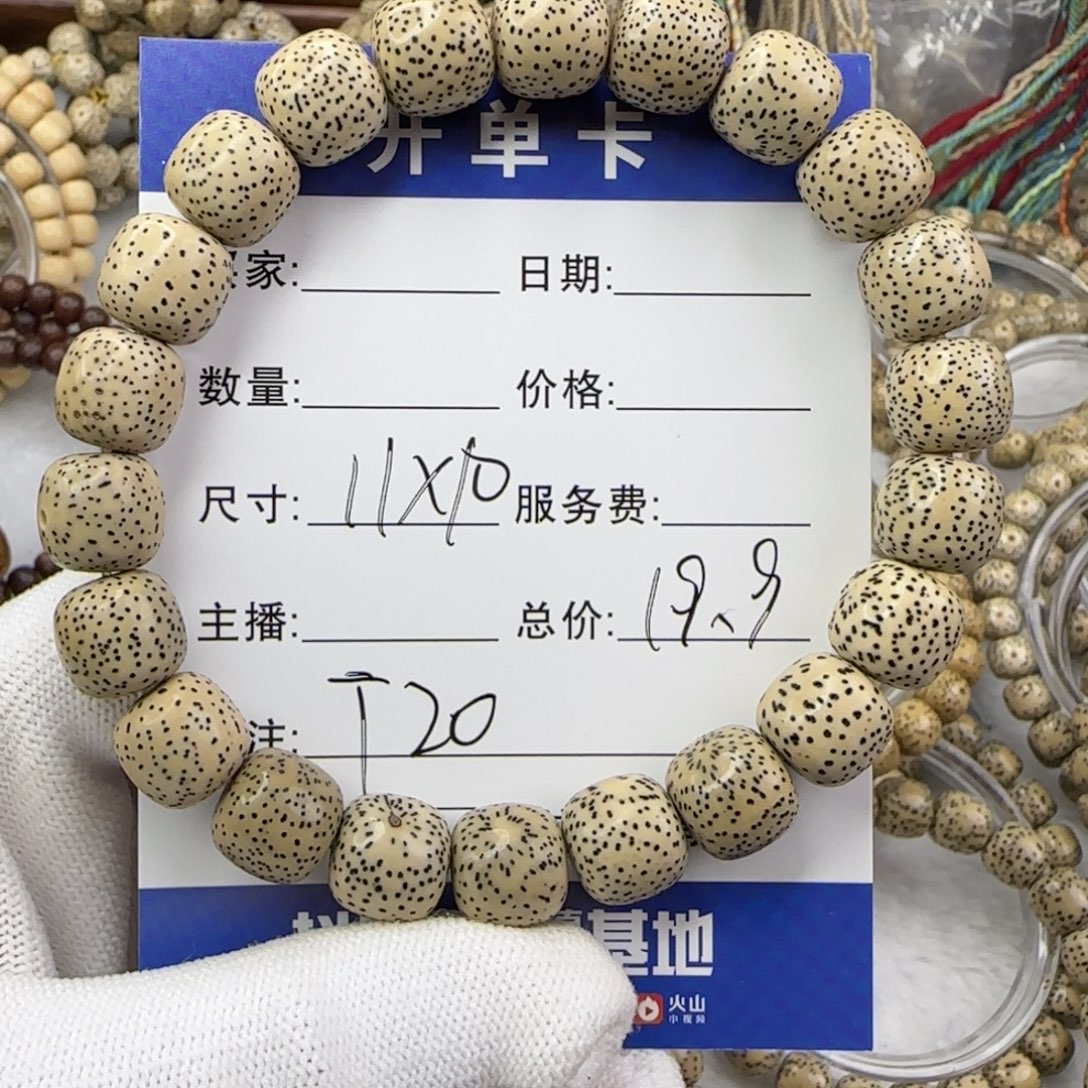 开单卡
家: 日期:
数量: 价格:
尺寸: 11X10 服务费:
主播: 总价: 19.9
注: T20
基地
火山
小视频